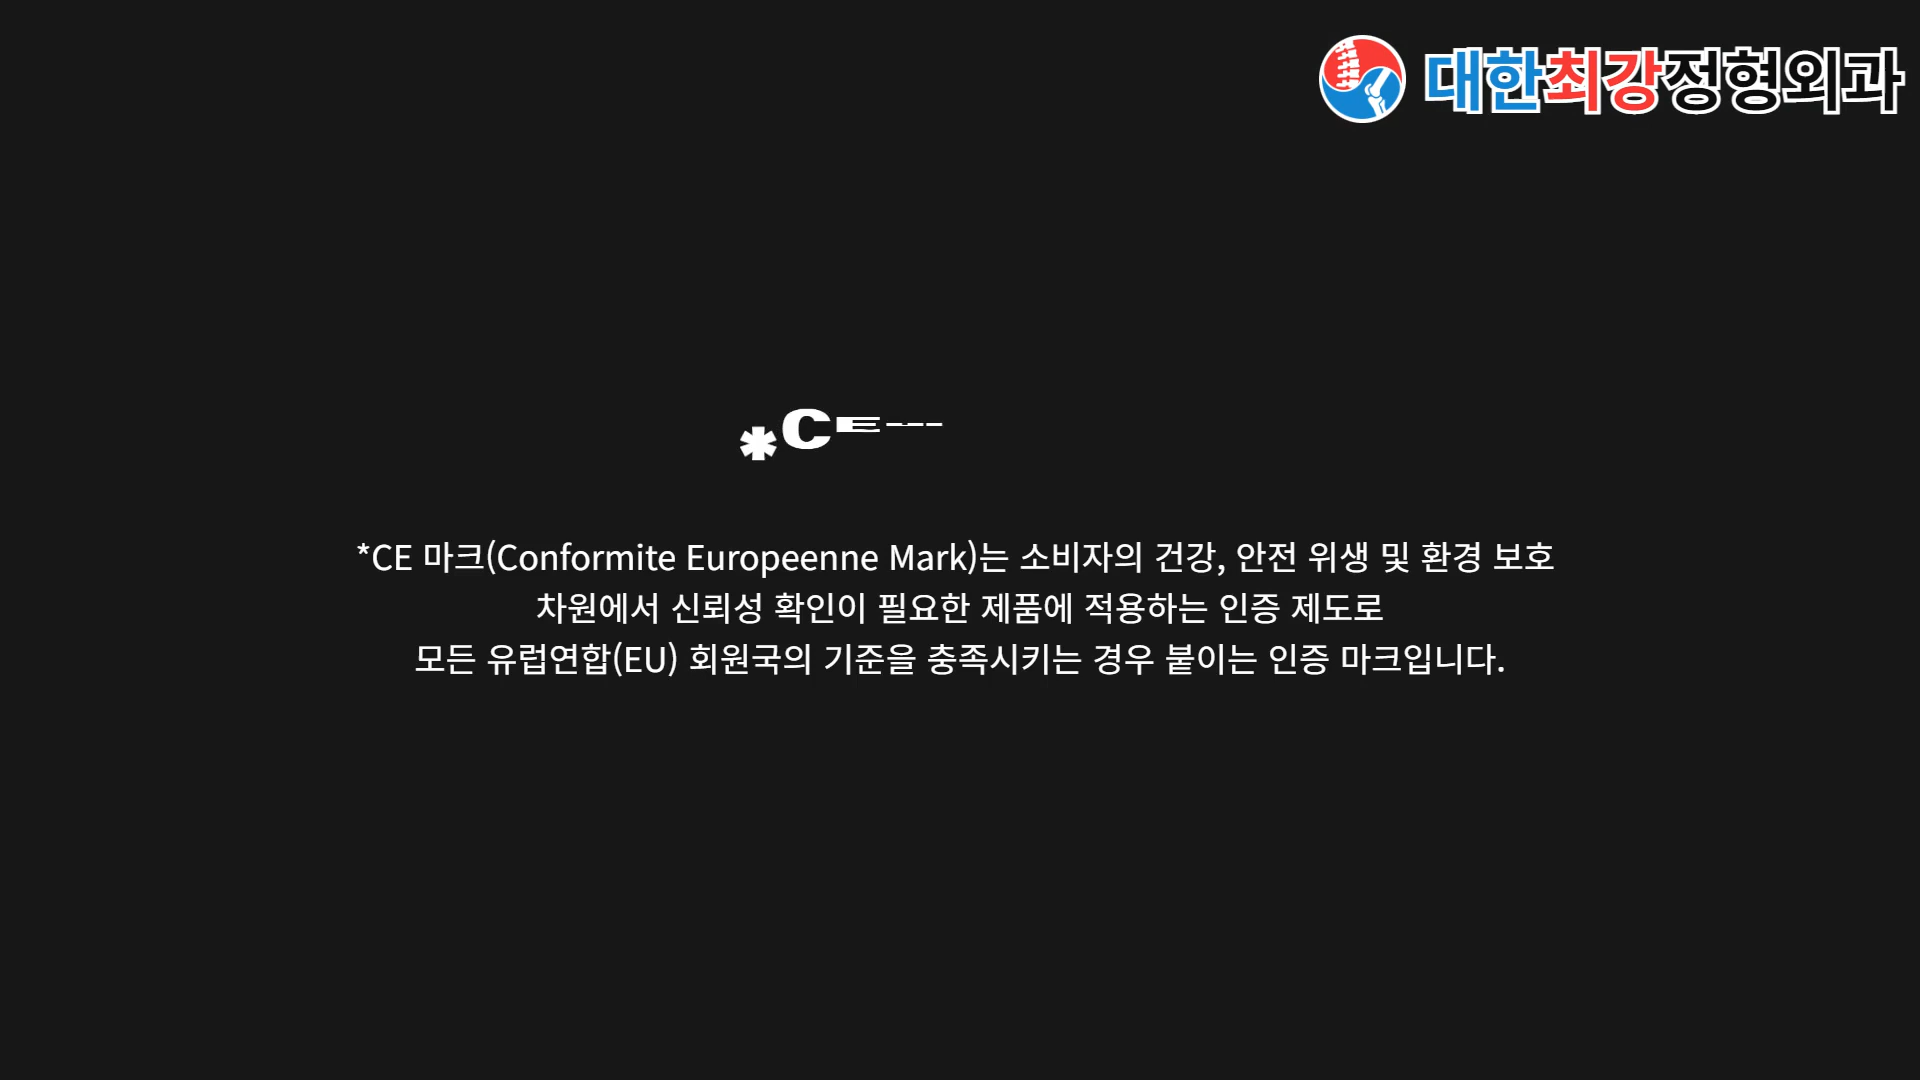 대한최강정형외과
*CE
*CE 마크(Conformite Europeenne Mark)는 소비자의 건강, 안전 위생 및 환경 보호
차원에서 신뢰성 확인이 필요한 제품에 적용하는 인증 제도로
모든 유럽연합(EU) 회원국의 기준을 충족시키는 경우 붙이는 인증 마크입니다.